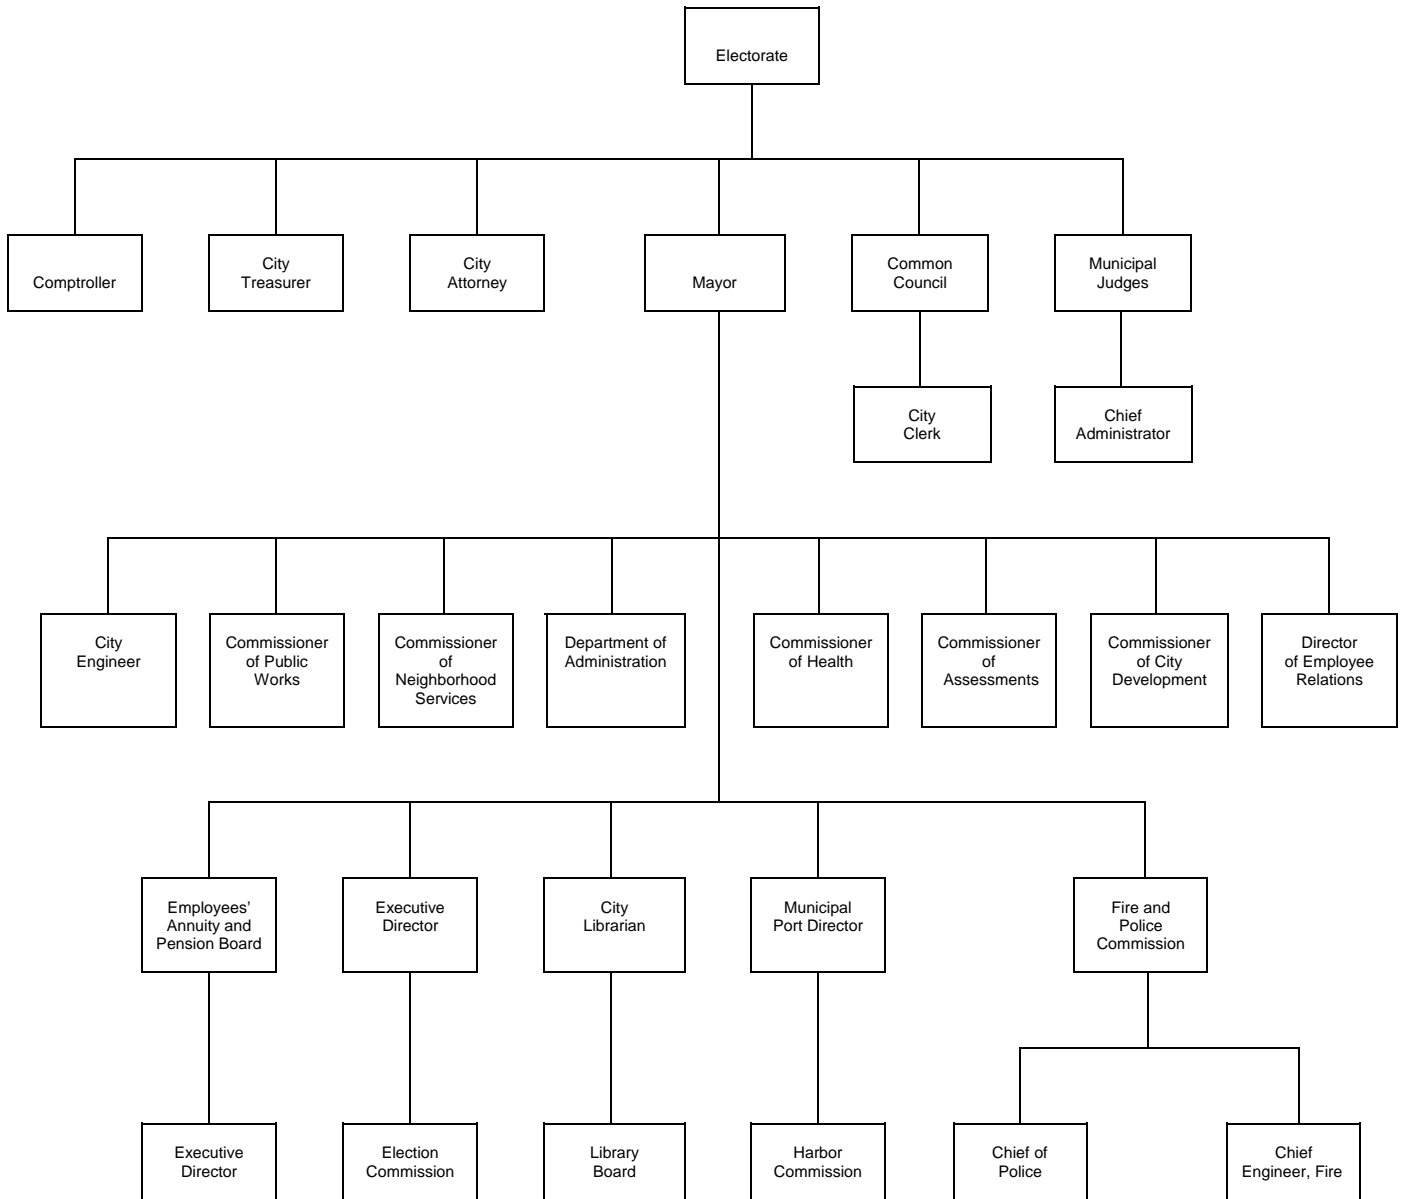 Electorate
Comptroller
City
Treasurer
City
Attorney
Mayor
Common
Council
Municipal
Judges
City
Clerk
Chief
Administrator
City
Engineer
Commissioner
of Public
Works
Commissioner
of
Neighborhood
Services
Department of
Administration
Commissioner
of Health
Commissioner
of
Assessments
Commissioner
of City
Development
Director
of Employee
Relations
Employees’
Annuity and
Pension Board
Executive
Director
City
Librarian
Municipal
Port Director
Fire and
Police
Commission
Executive
Director
Election
Commission
Library
Board
Harbor
Commission
Chief of
Police
Chief
Engineer, Fire